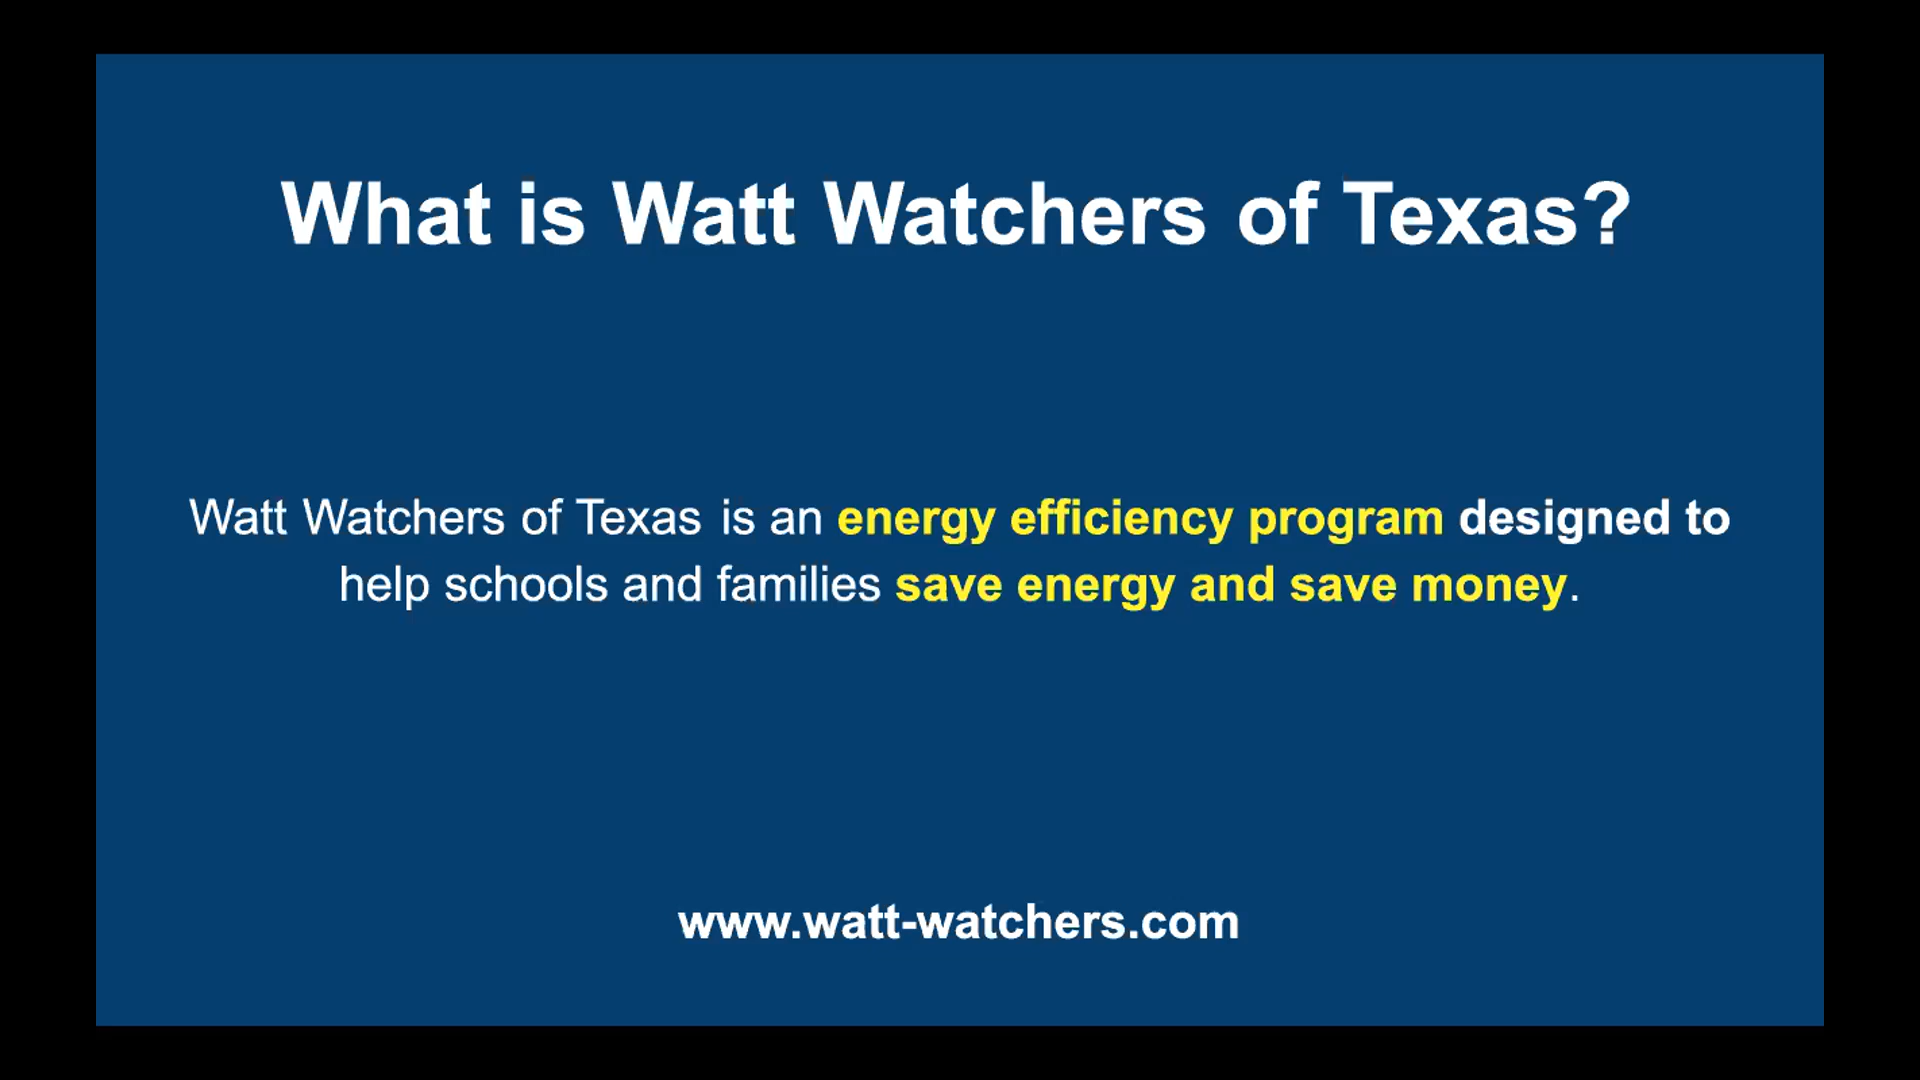 What is Watt Watchers of Texas?
Watt Watchers of Texas is an energy efficiency program designed to
help schools and families save energy and save money.
www.watt-watchers.com